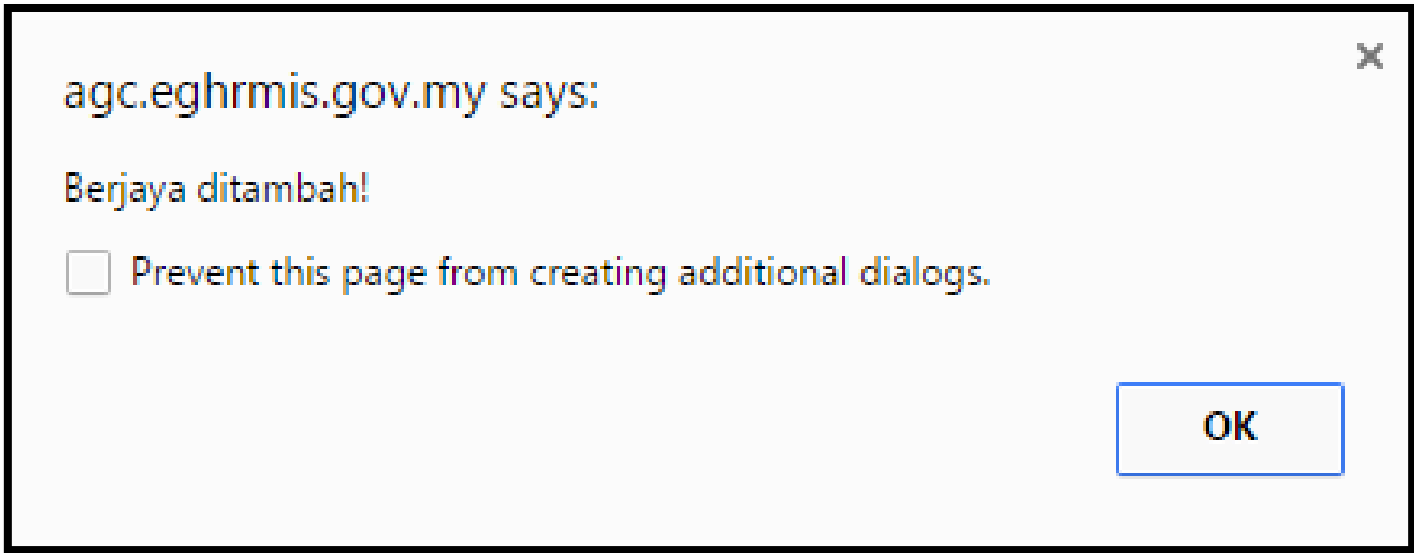 agc.eghrmis.gov.my says:
Berjaya ditambah!
Prevent this page from creating additional dialogs.
OK